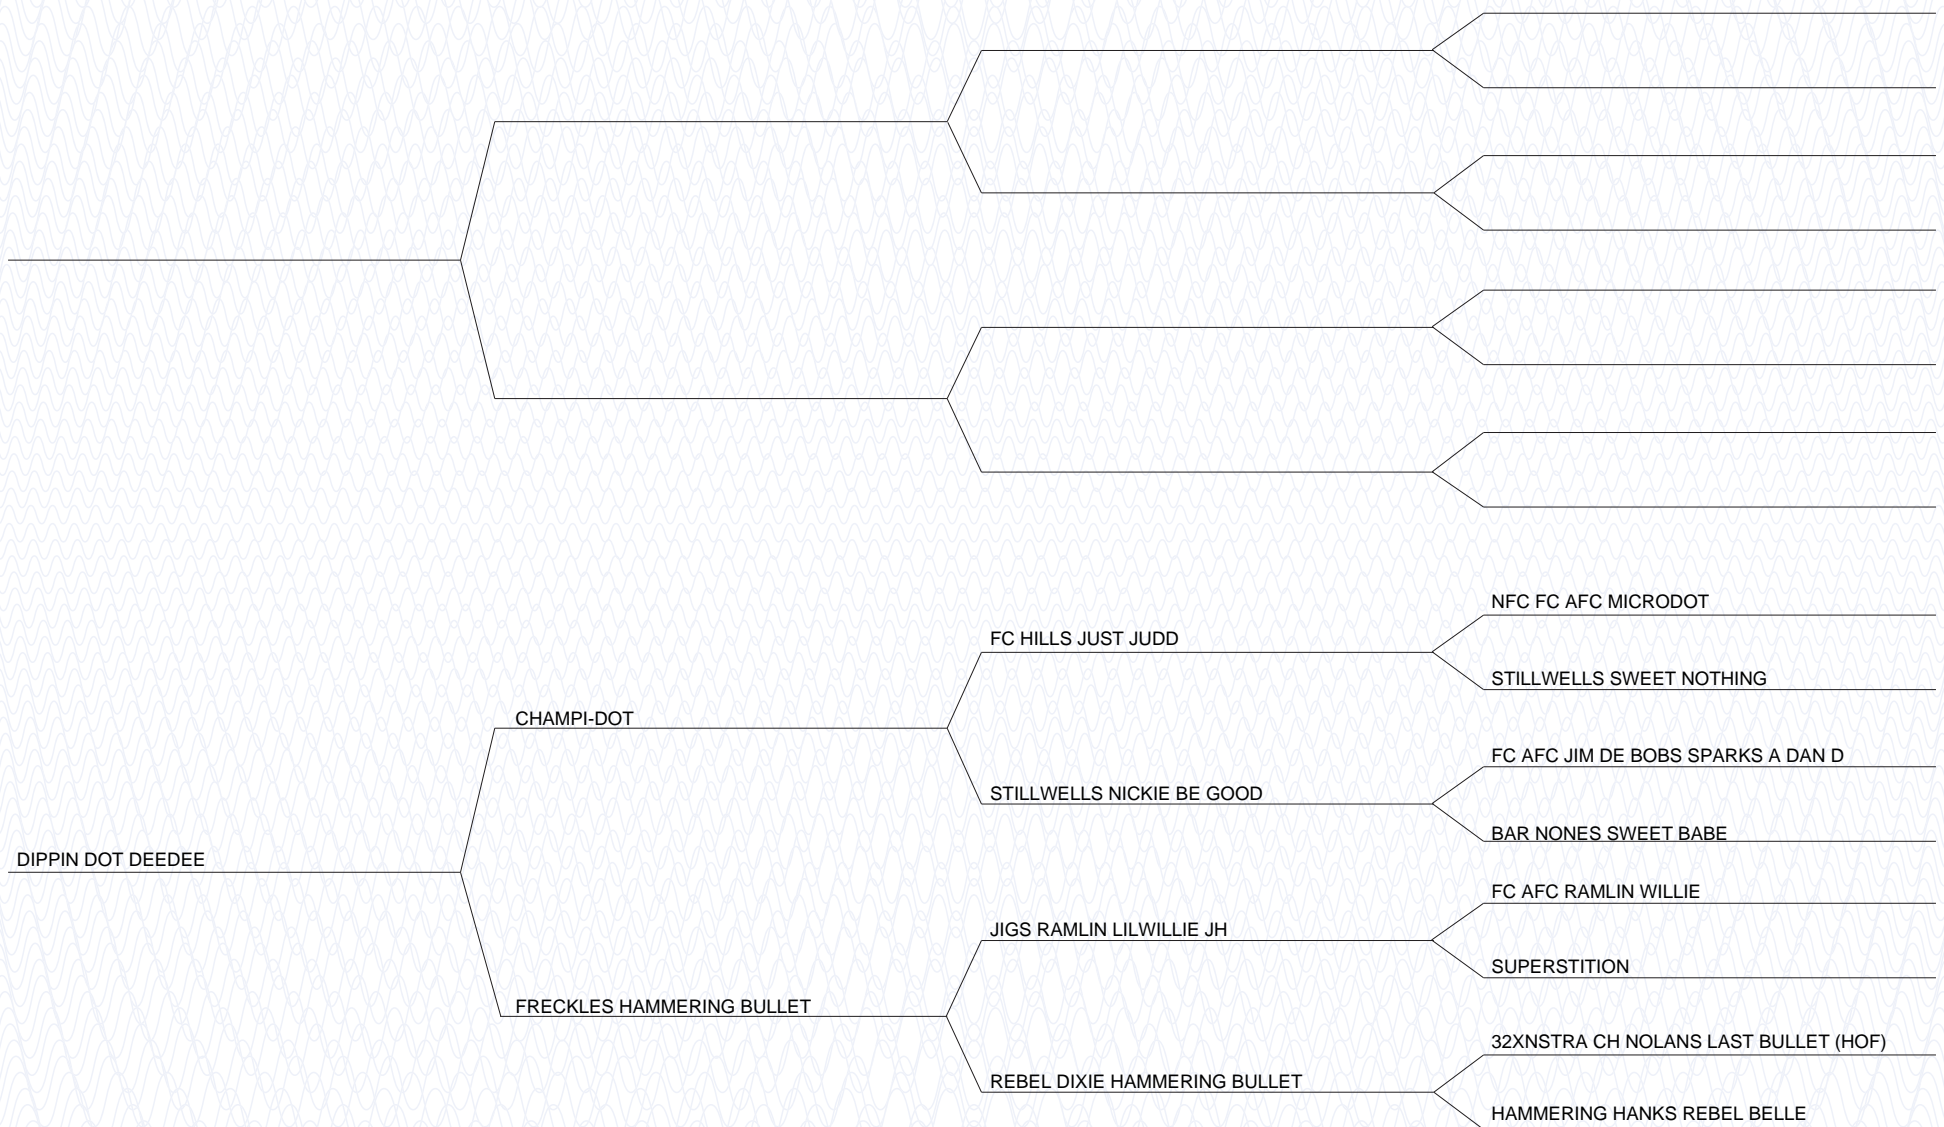 NFC FC AFC MICRODOT
FC HILLS JUST JUDD
STILLWELLS SWEET NOTHING
CHAMPI-DOT
FC AFC JIM DE BOBS SPARKS A DAN D
STILLWELLS NICKIE BE GOOD
BAR NONES SWEET BABE
DIPPIN DOT DEEDEE
FC AFC RAMLIN WILLIE
JIGS RAMLIN LILWILLIE JH
SUPERSTITION
FRECKLES HAMMERING BULLET
32XNSTRA CH NOLANS LAST BULLET (HOF)
REBEL DIXIE HAMMERING BULLET
HAMMERING HANKS REBEL BELLE